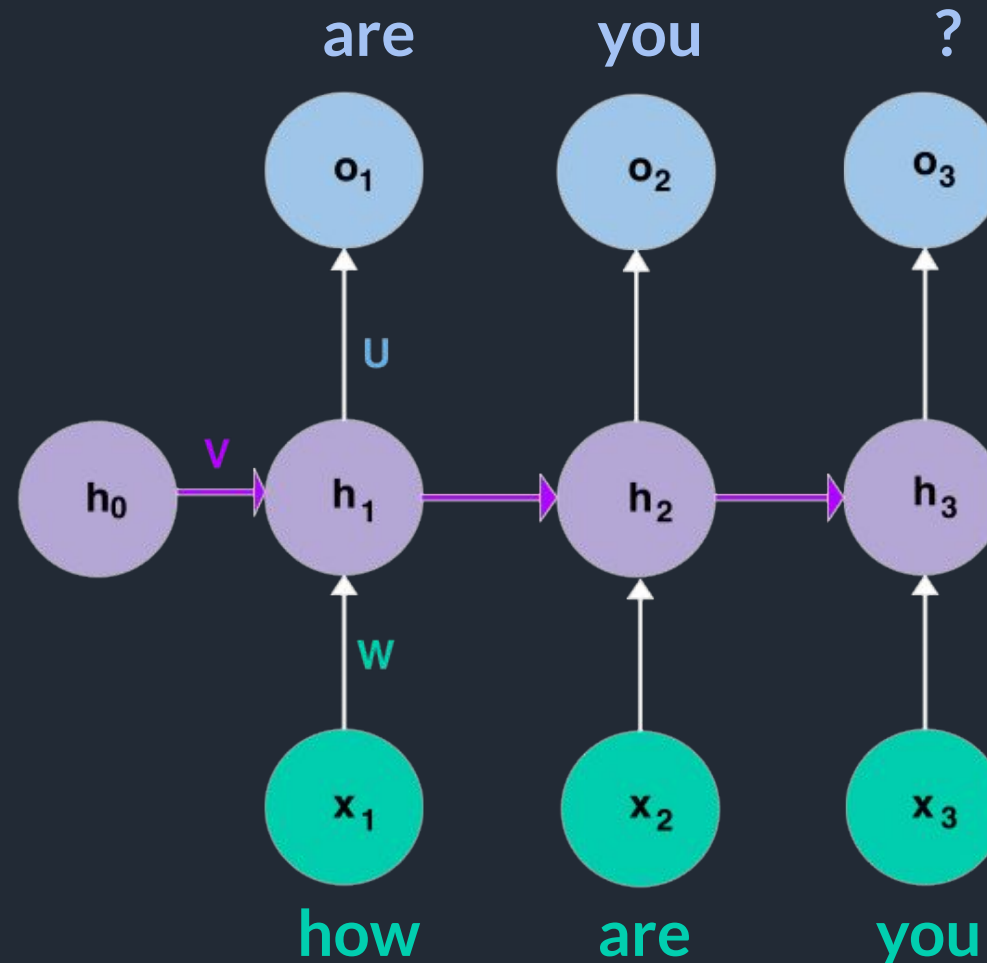 are you ?
o1 o2 o3
U
V
h0 h1 h2 h3
W
x1 x2 x3
how are you